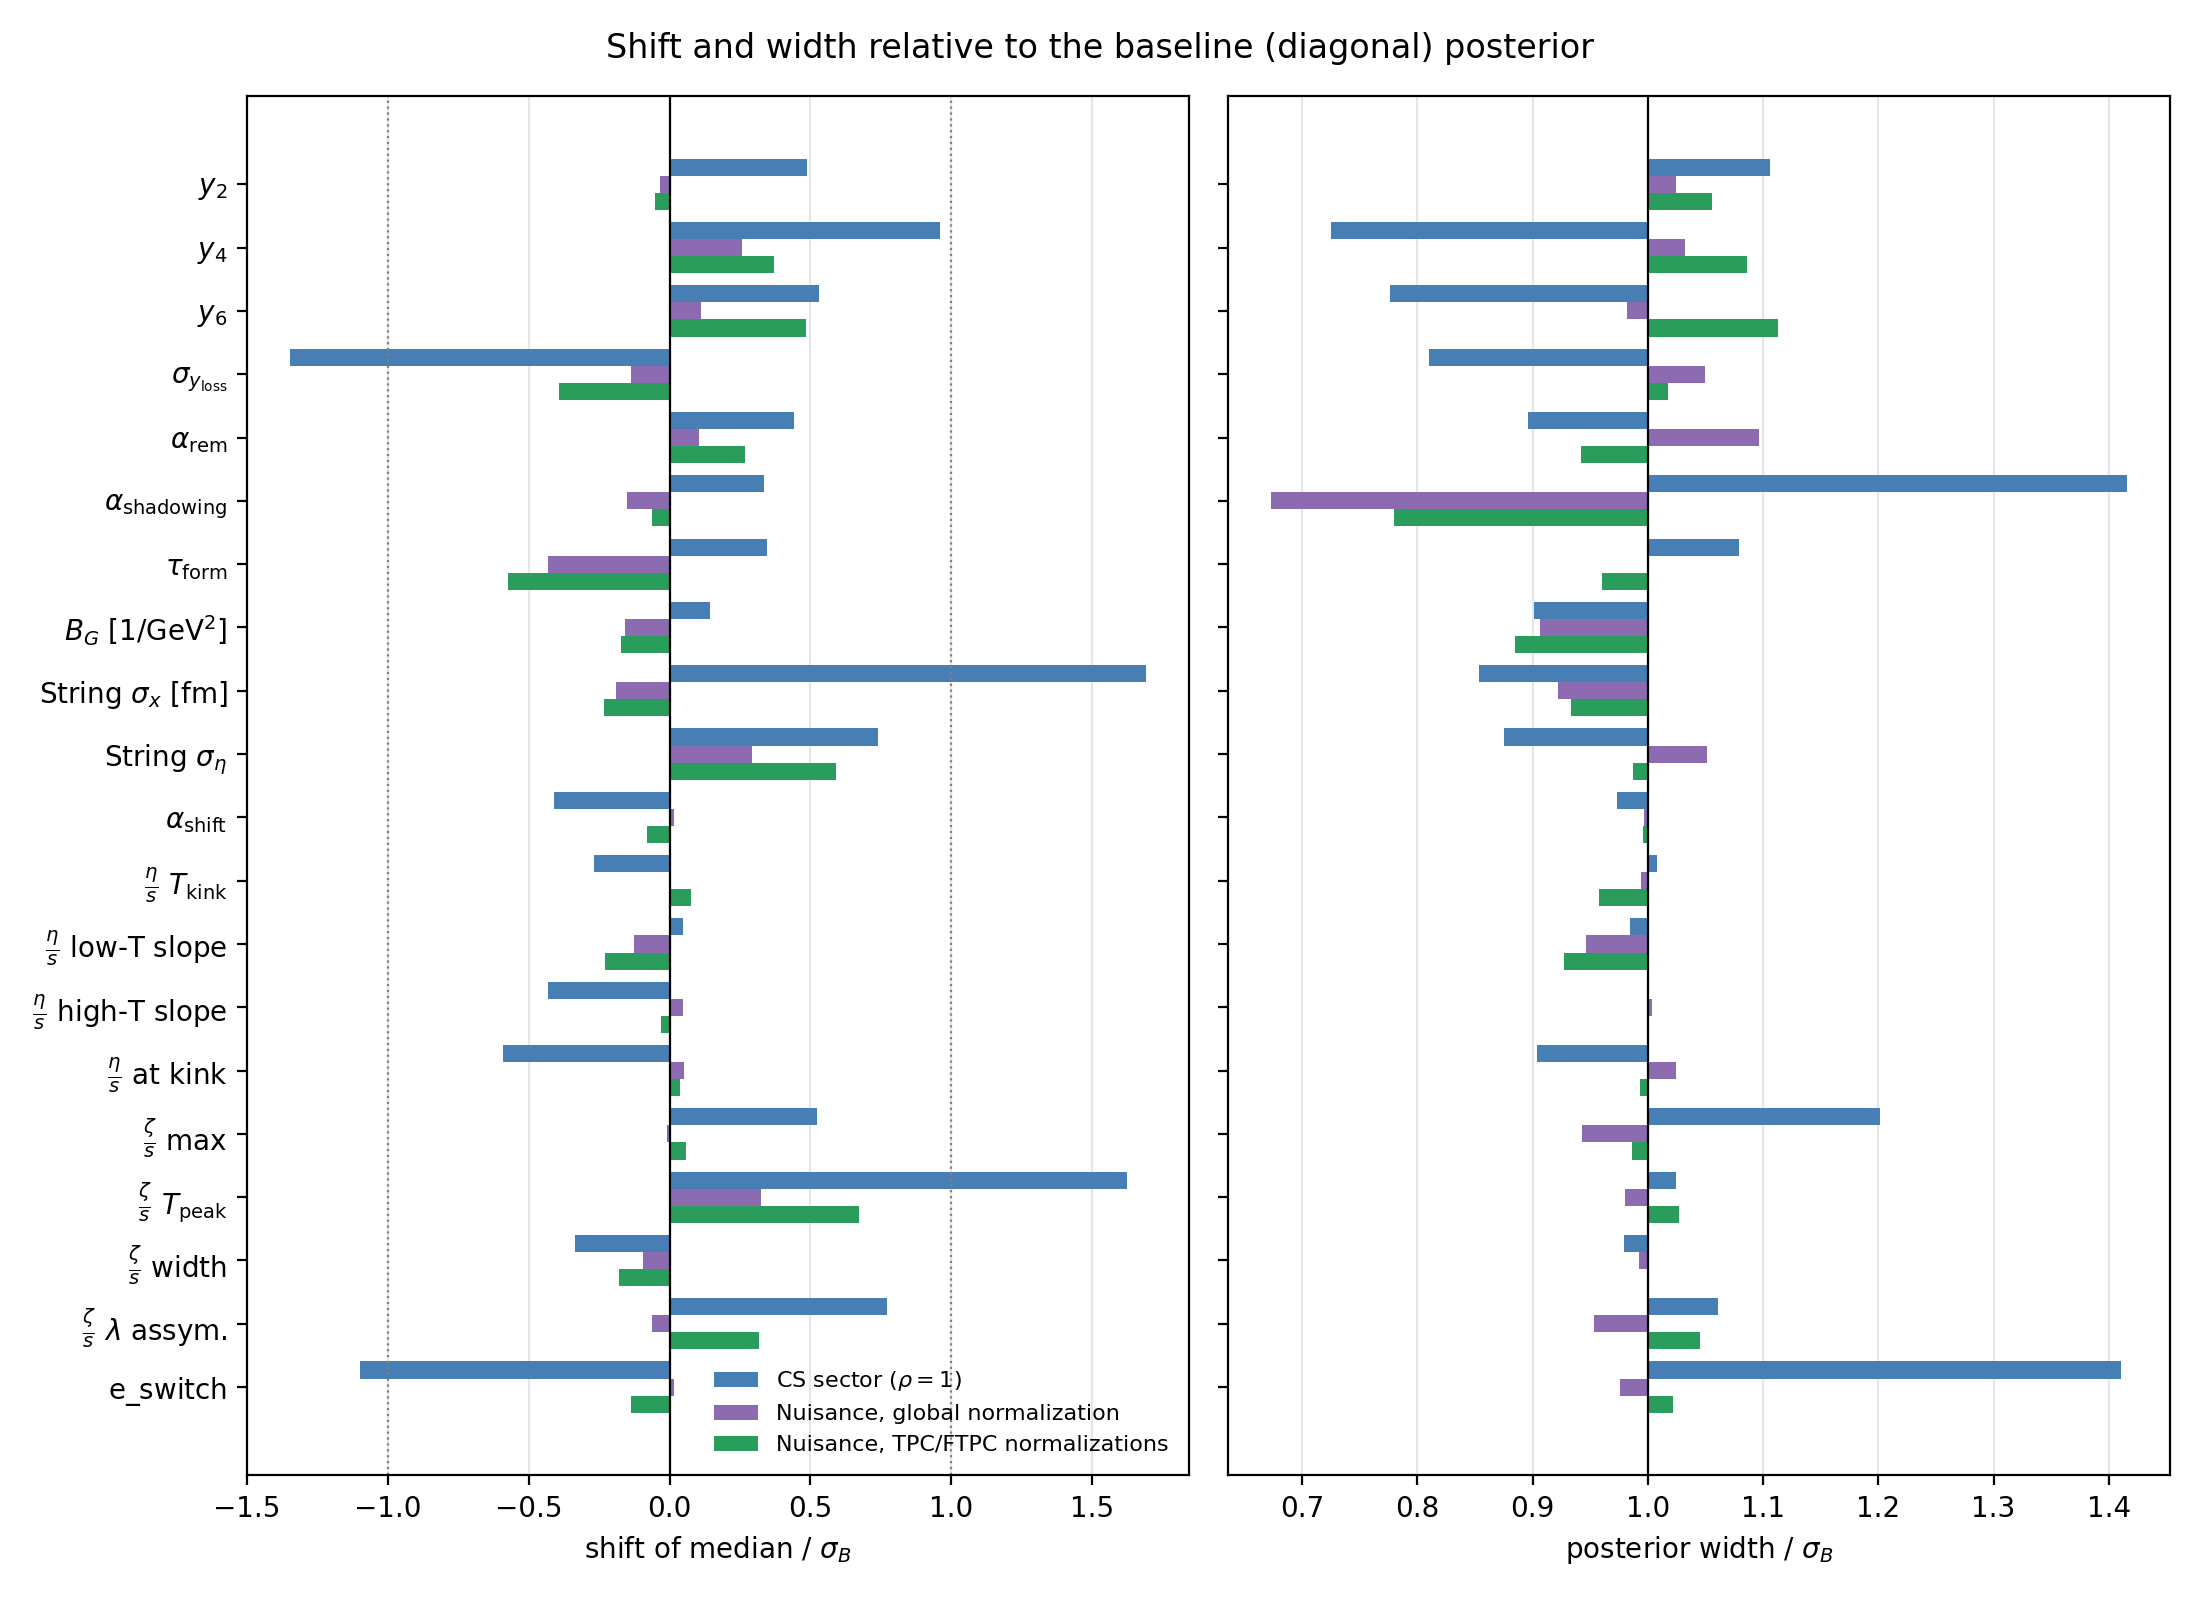 Shift and width relative to the baseline (diagonal) posterior
y₂
y₄
y₆
σ_{y_loss}
α_rem
α_shadowing
τ_form
B_G [1/GeV²]
String σ_x [fm]
String σ_η
α_shift
η/s T_kink
η/s low-T slope
η/s high-T slope
η/s at kink
ζ/s max
ζ/s T_peak
ζ/s width
ζ/s λ assym.
e_switch
CS sector (ρ = 1)
Nuisance, global normalization
Nuisance, TPC/FTPC normalizations
−1.5 −1.0 −0.5 0.0 0.5 1.0 1.5
shift of median / σ_B
0.7 0.8 0.9 1.0 1.1 1.2 1.3 1.4
posterior width / σ_B